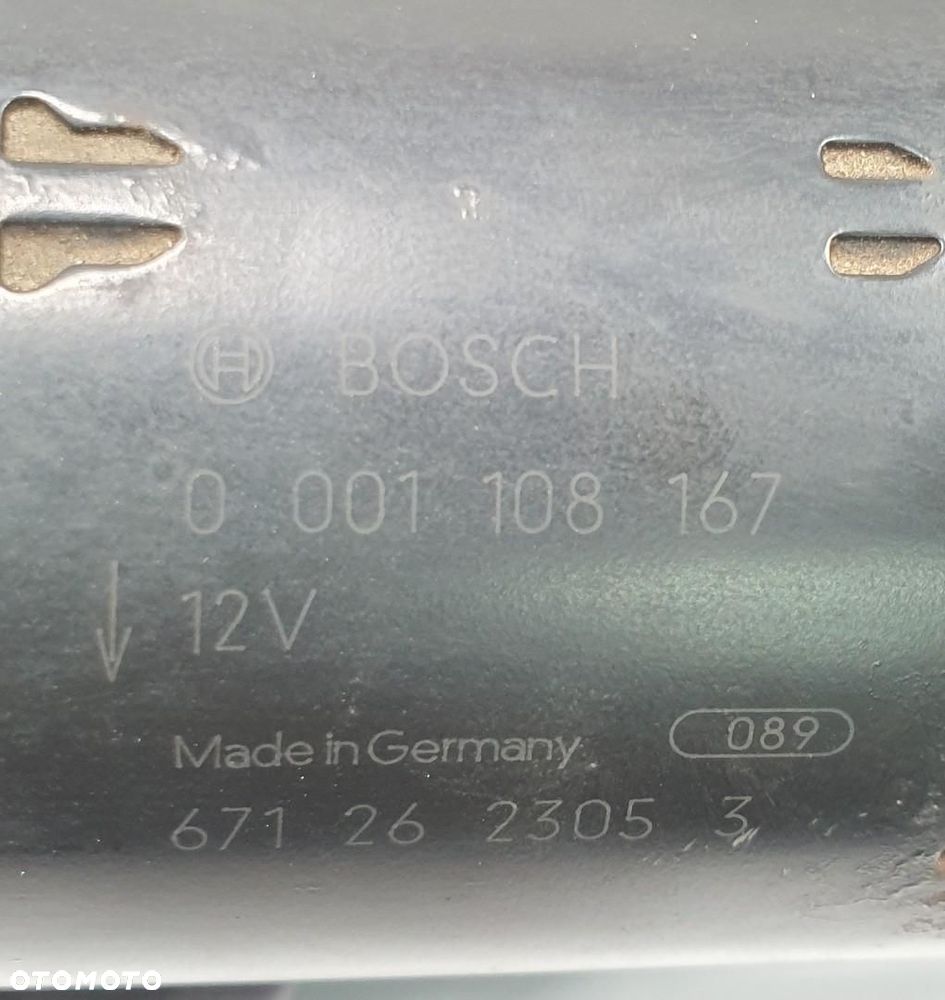 BOSCH
0 001 108 167
12V
Made in Germany 089
671 26 2305 3
OTOMOTO